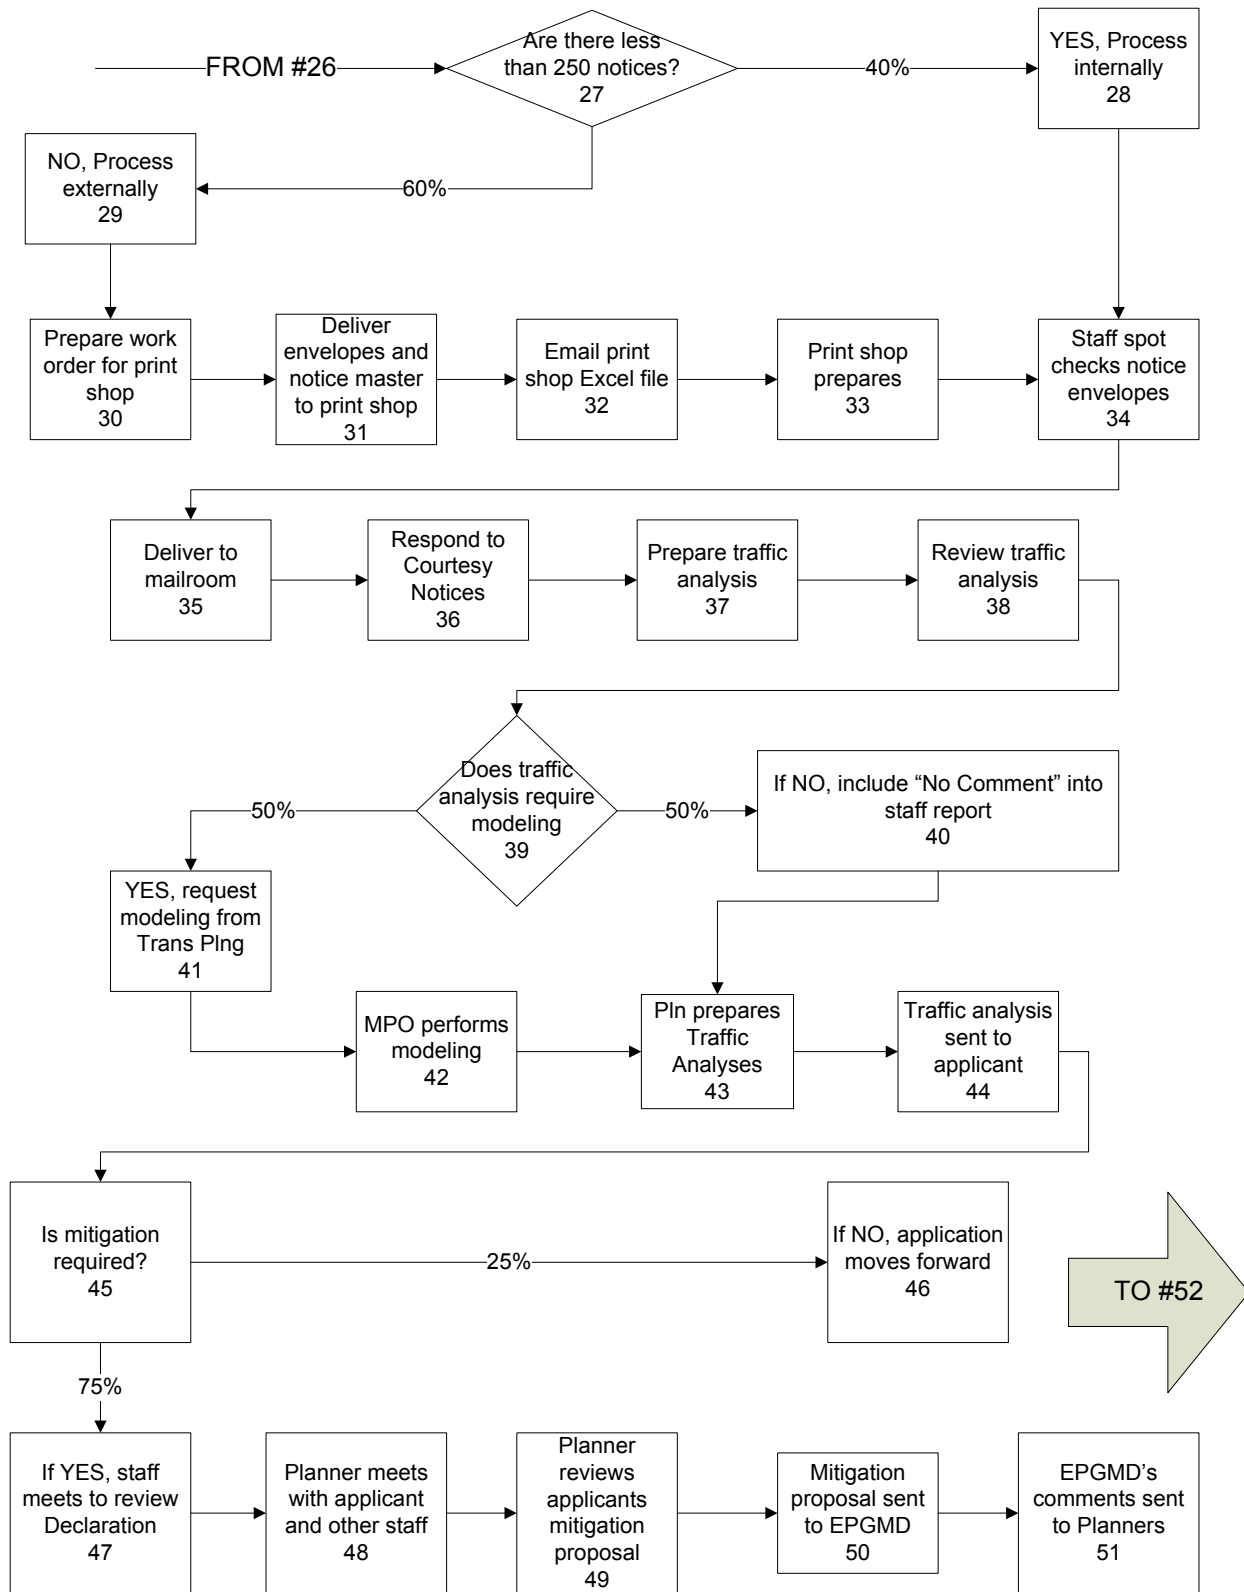 FROM #26
Are there less
than 250 notices?
27
40%
YES, Process
internally
28
NO, Process
externally
29
60%
Prepare work
order for print
shop
30
Deliver
envelopes and
notice master
to print shop
31
Email print
shop Excel file
32
Print shop
prepares
33
Staff spot
checks notice
envelopes
34
Deliver to
mailroom
35
Respond to
Courtesy
Notices
36
Prepare traffic
analysis
37
Review traffic
analysis
38
Does traffic
analysis require
modeling
39
50%
50%
If NO, include “No Comment” into
staff report
40
YES, request
modeling from
Trans Plng
41
MPO performs
modeling
42
Pln prepares
Traffic
Analyses
43
Traffic analysis
sent to
applicant
44
Is mitigation
required?
45
25%
If NO, application
moves forward
46
TO #52
75%
If YES, staff
meets to review
Declaration
47
Planner meets
with applicant
and other staff
48
Planner
reviews
applicants
mitigation
proposal
49
Mitigation
proposal sent
to EPGMD
50
EPGMD’s
comments sent
to Planners
51